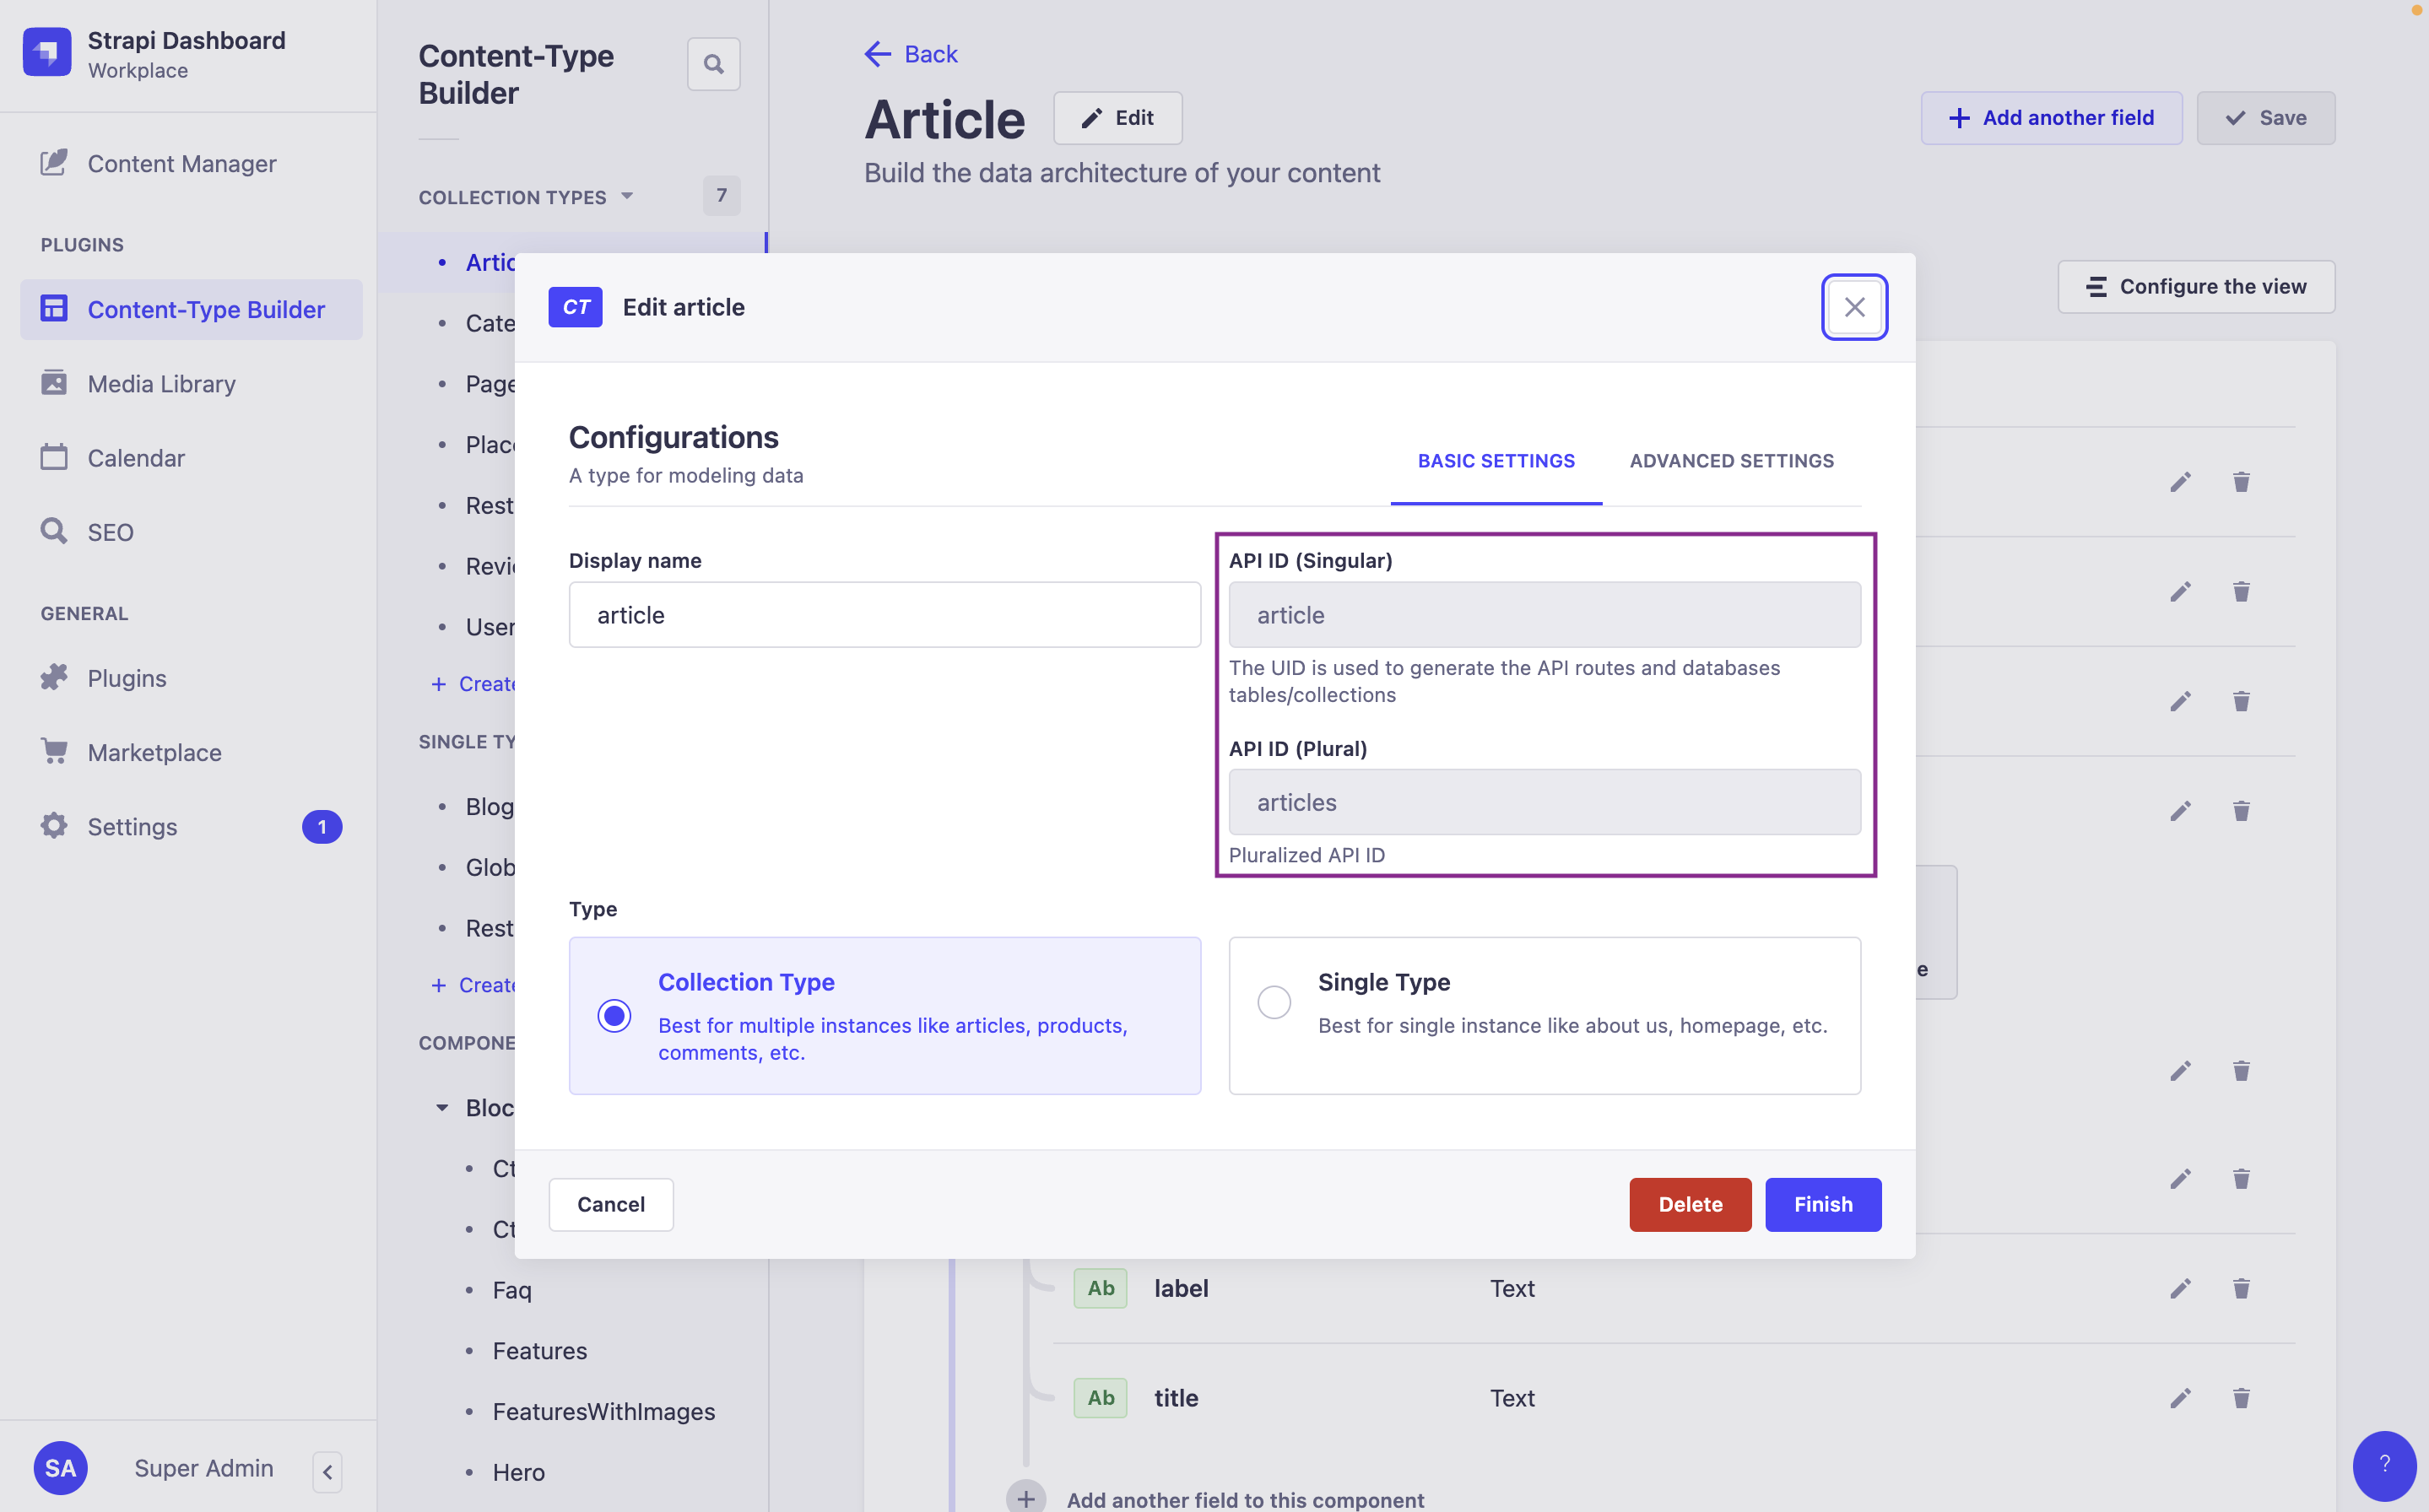 Strapi Dashboard
Workplace
Content Manager
PLUGINS
Content-Type Builder
Media Library
Calendar
SEO
GENERAL
Plugins
Marketplace
Settings
1
SA
Super Admin
Content-Type
Builder
COLLECTION TYPES
7
Artic
Cate
Page
Plac
Rest
Revi
User
+ Create
SINGLE TY
Blog
Glob
Rest
+ Create
COMPONE
Bloc
Ct
Ct
Faq
Features
FeaturesWithImages
Hero
Back
Article
Edit
Build the data architecture of your content
Add another field
Save
Configure the view
CT
Edit article
Configurations
A type for modeling data
BASIC SETTINGS
ADVANCED SETTINGS
Display name
article
API ID (Singular)
article
The UID is used to generate the API routes and databases
tables/collections
API ID (Plural)
articles
Pluralized API ID
Type
Collection Type
Best for multiple instances like articles, products,
comments, etc.
Single Type
Best for single instance like about us, homepage, etc.
Cancel
Delete
Finish
e
Ab label Text
Ab title Text
Add another field to this component
?